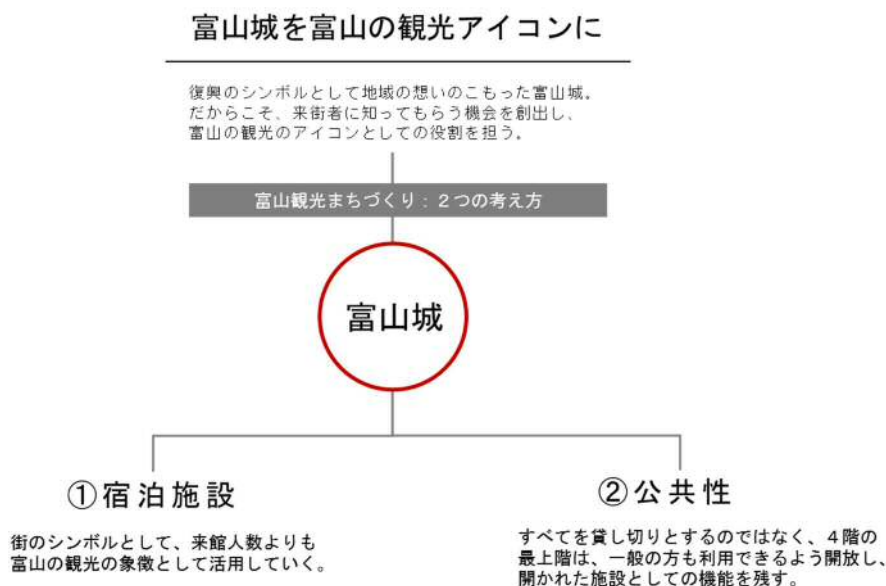 富山城を富山の観光アイコンに
復興のシンボルとして地域の想いのこもった富山城。
だからこそ、来街者に知ってもらう機会を創出し、
富山の観光のアイコンとしての役割を担う。
富山観光まちづくり：２つの考え方
富山城
①宿泊施設
街のシンボルとして、来館人数よりも
富山の観光の象徴として活用していく。
②公共性
すべてを貸し切りとするのではなく、４階の
最上階は、一般の方も利用できるよう開放し、
開かれた施設としての機能を残す。